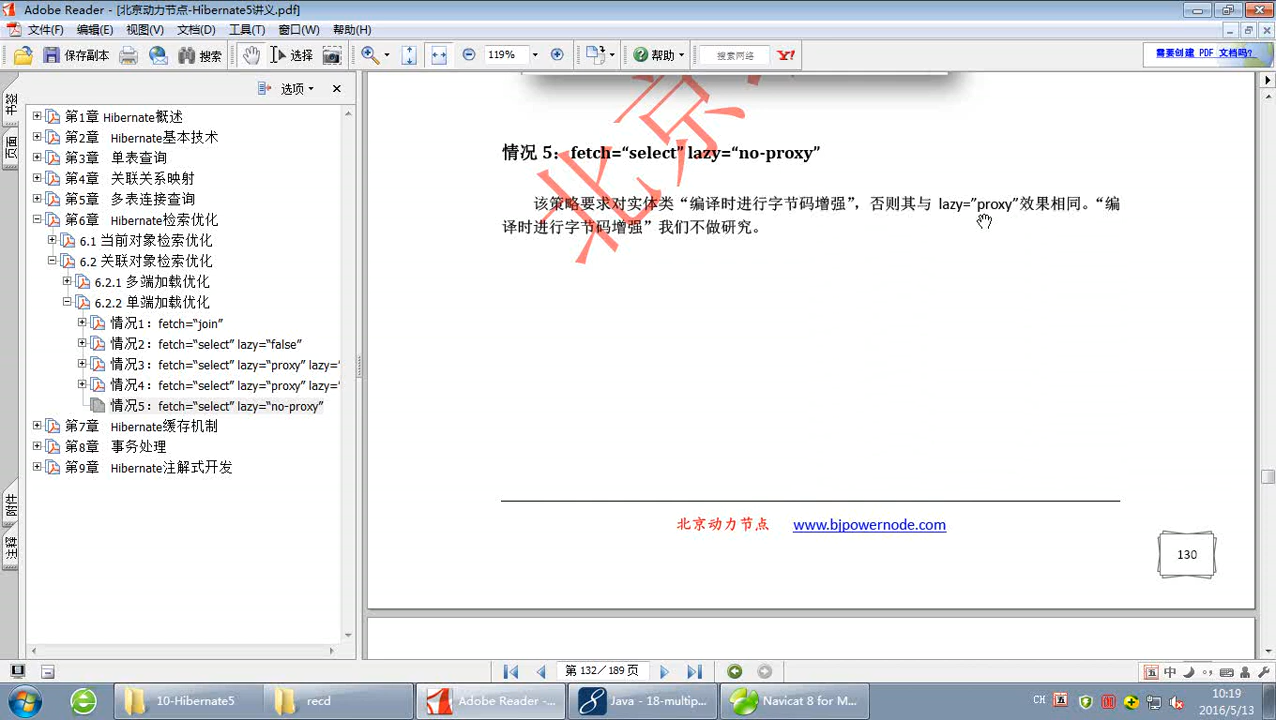 Adobe Reader - [北京动力节点-Hibernate5讲义.pdf]
文件(F) 编辑(E) 视图(V) 文档(D) 工具(T) 窗口(W) 帮助(H)
保存副本 搜索 选择 119% 帮助 搜索网络 Y!
需要创建 PDF 文档吗?
书签
页面
附件
注释
选项
第1章 Hibernate概述
第2章 Hibernate基本技术
第3章 单表查询
第4章 关联关系映射
第5章 多表连接查询
第6章 Hibernate检索优化
6.1 当前对象检索优化
6.2 关联对象检索优化
6.2.1 多端加载优化
6.2.2 单端加载优化
情况1：fetch=“join”
情况2：fetch=“select” lazy=“false”
情况3：fetch=“select” lazy=“proxy” lazy=“
情况4：fetch=“select” lazy=“proxy” lazy=“
情况5：fetch=“select” lazy=“no-proxy”
第7章 Hibernate缓存机制
第8章 事务处理
第9章 Hibernate注解式开发
北京
情况 5：fetch=“select” lazy=“no-proxy”
该策略要求对实体类“编译时进行字节码增强”，否则其与 lazy=”proxy”效果相同。“编
译时进行字节码增强”我们不做研究。
北京动力节点 www.bjpowernode.com
130
第 132/189 页
五 中
10-Hibernate5 recd Adobe Reader -... Java - 18-multip... Navicat 8 for M...
CH 五
10:19
2016/5/13